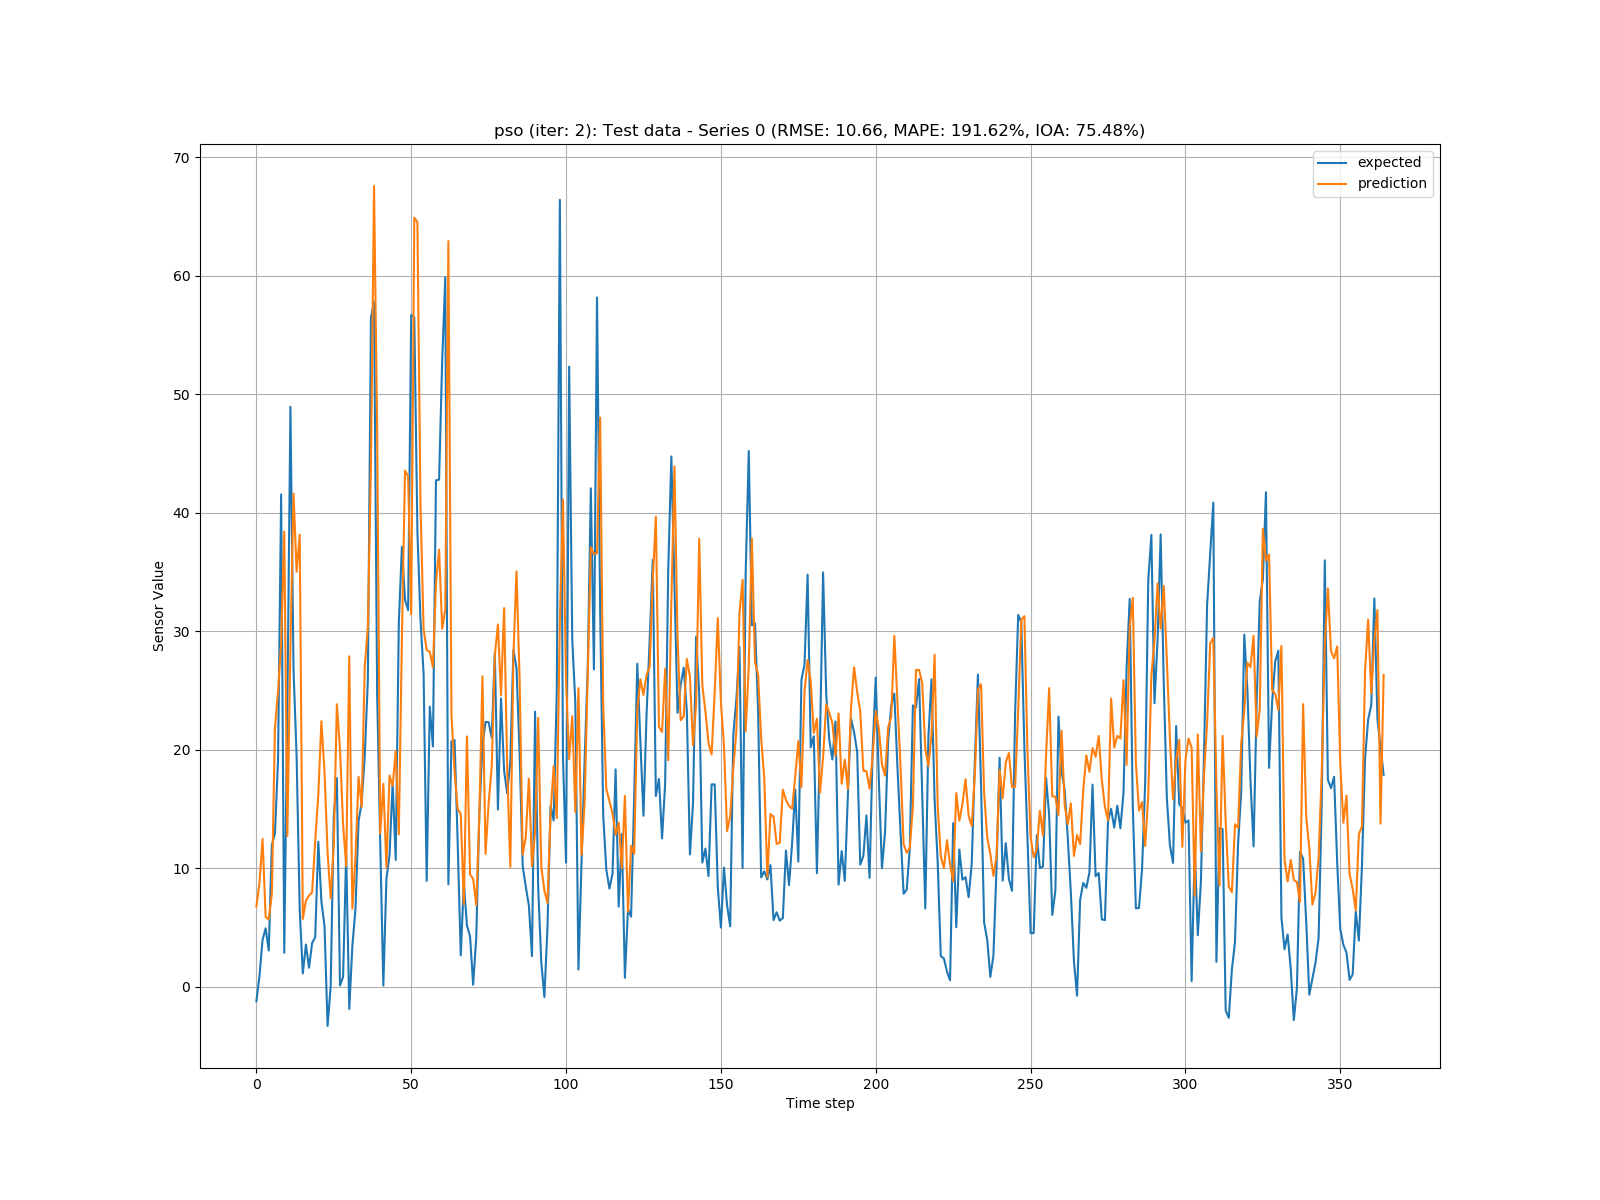 pso (iter: 2): Test data - Series 0 (RMSE: 10.66, MAPE: 191.62%, IOA: 75.48%)
expected
prediction
70
60
50
40
30
20
10
0
Sensor Value
0 50 100 150 200 250 300 350
Time step